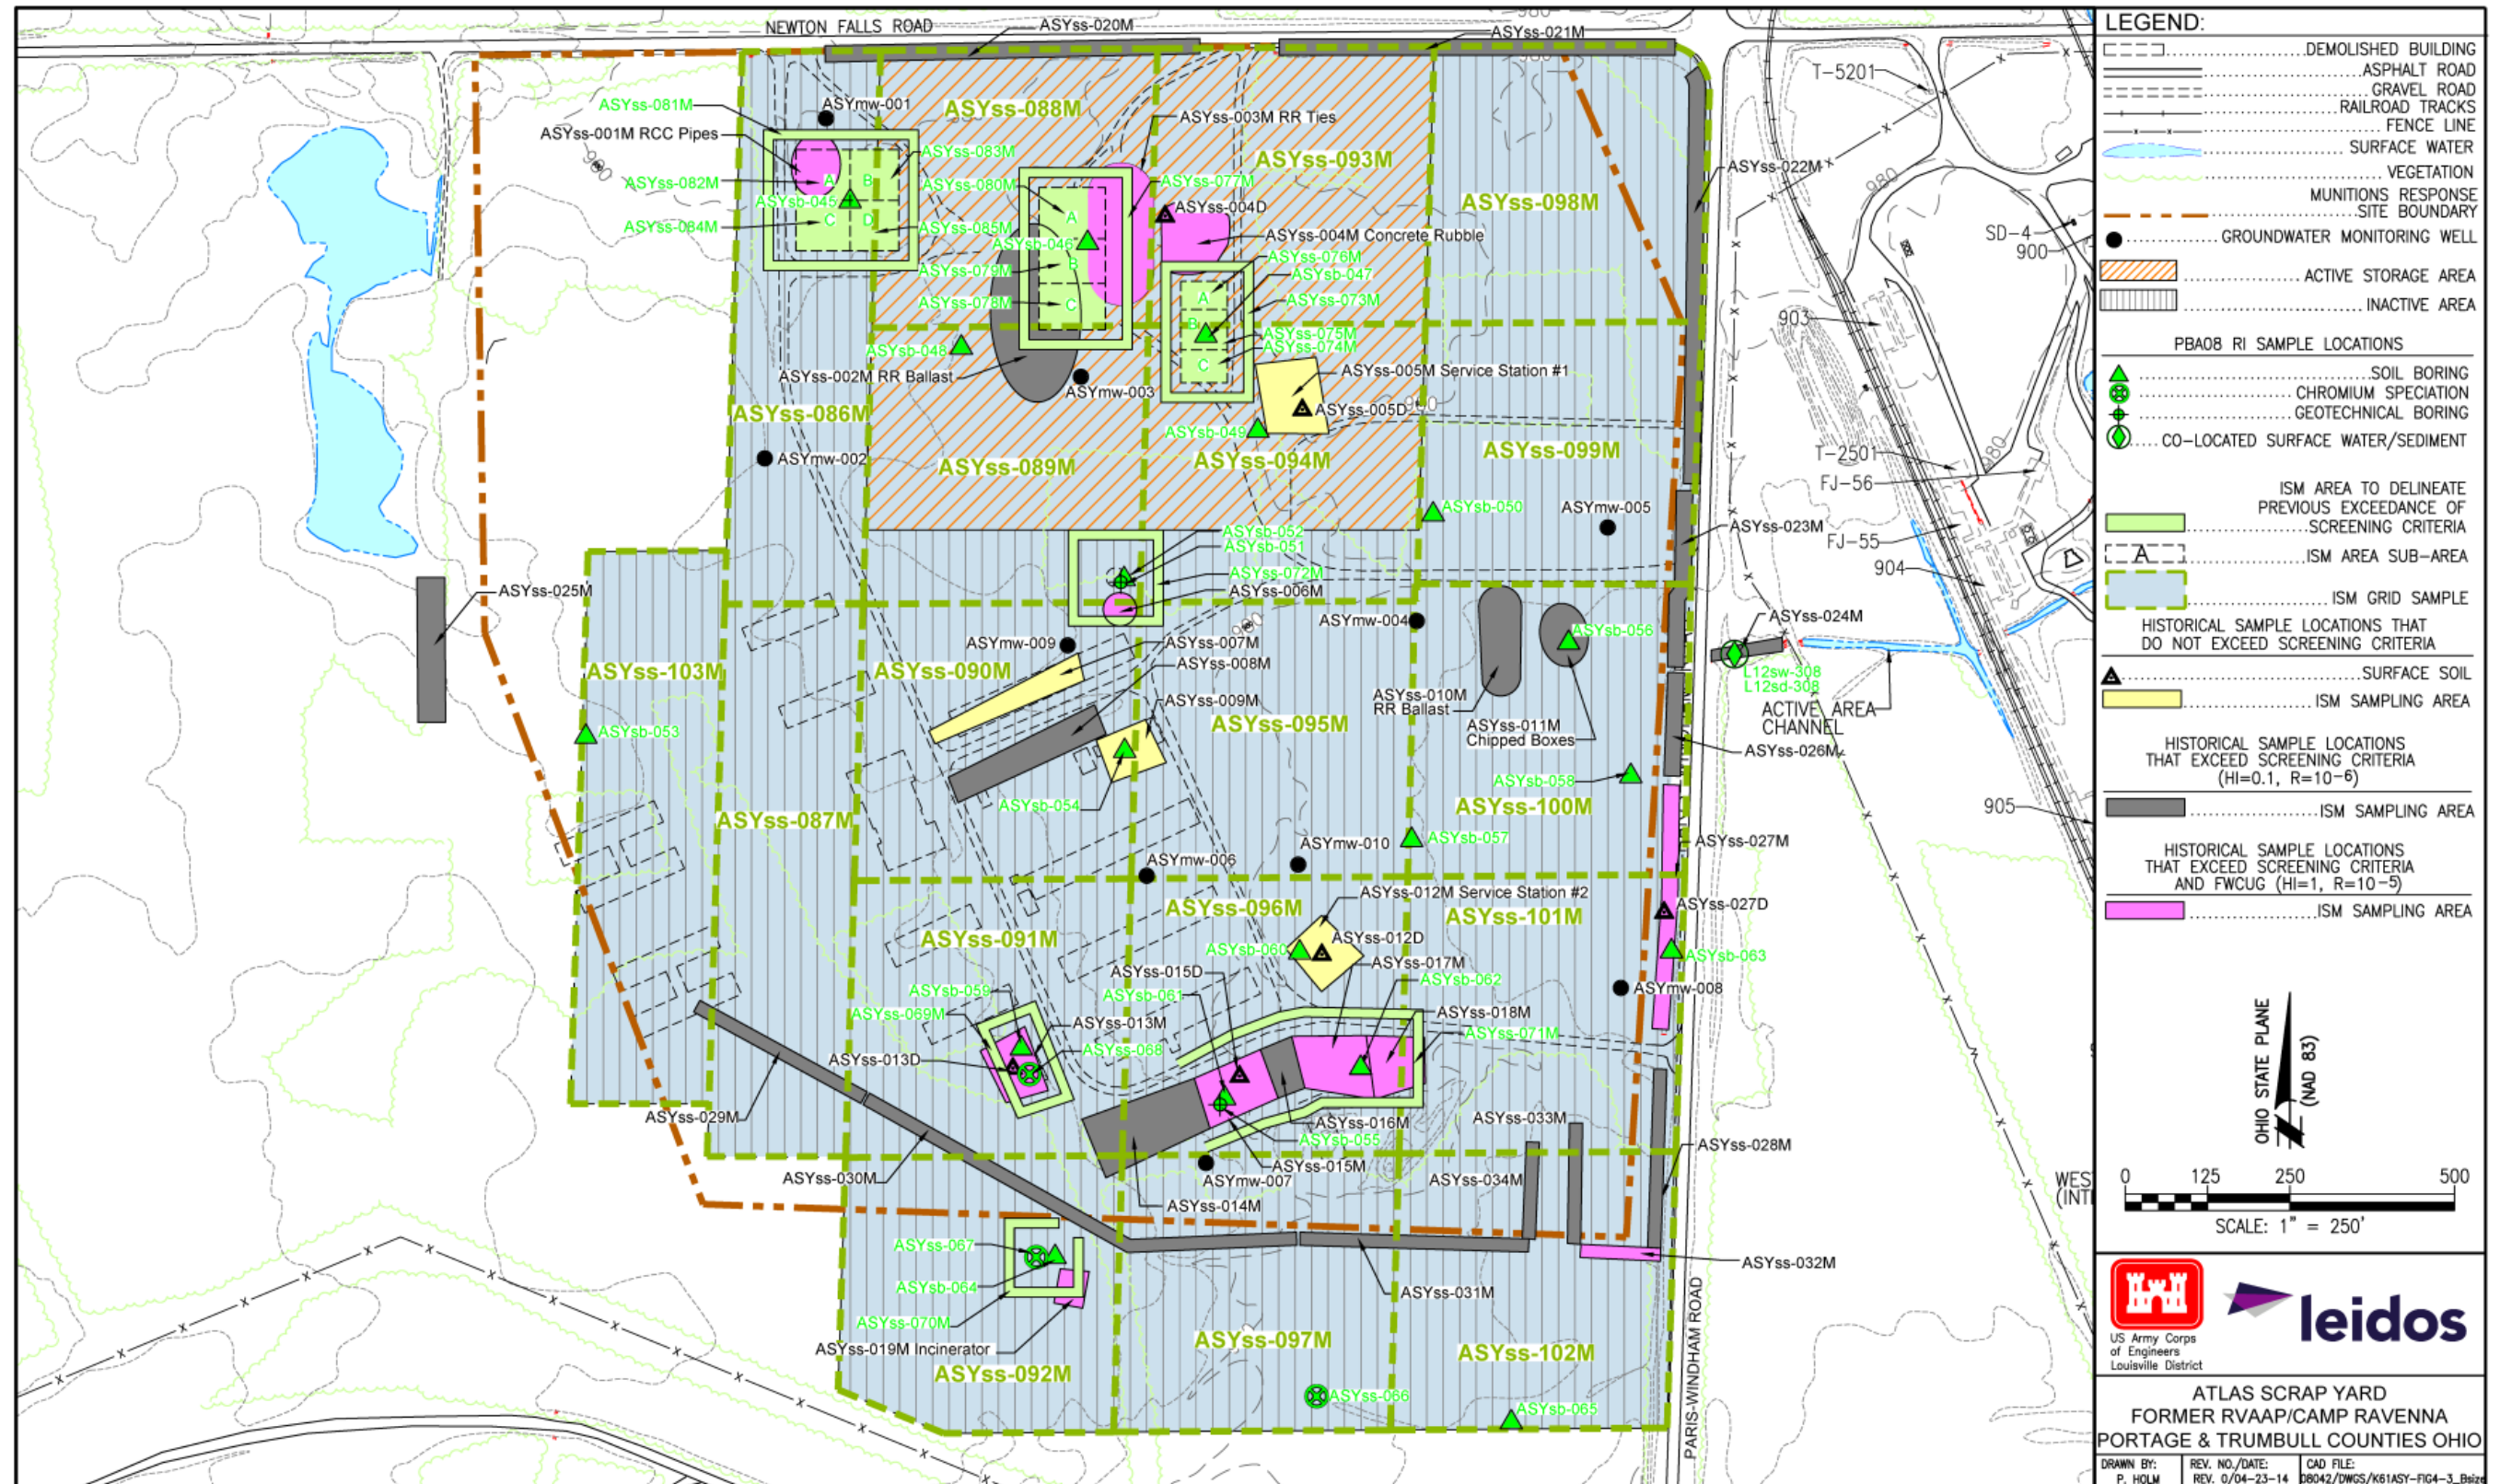 NEWTON FALLS ROAD
ASYss-020M
ASYss-021M
ASYss-081M
ASYmw-001
ASYss-088M
ASYss-001M RCC Pipes
ASYss-003M RR Ties
ASYss-083M
ASYss-093M
ASYss-022M
ASYss-082M
A B
ASYss-080M
ASYss-077M
ASYsb-045
ASYss-004D
ASYss-098M
ASYss-084M
C D
ASYss-085M
A
ASYsb-046
ASYss-004M Concrete Rubble
ASYss-076M
ASYss-079M
B
ASYsb-047
ASYss-078M
C
A
ASYss-073M
B
ASYss-075M
ASYss-074M
C
ASYsb-048
ASYss-002M RR Ballast
ASYmw-003
ASYss-005M Service Station #1
ASYss-005D
980
ASYss-086M
ASYsb-049
ASYmw-002
ASYss-089M
ASYss-094M
ASYss-099M
ASYsb-050
ASYmw-005
ASYss-023M
ASYsb-052
ASYsb-051
ASYss-072M
ASYss-006M
ASYss-025M
ASYmw-004
ASYsb-056
ASYss-024M
ASYmw-009
ASYss-007M
ASYss-008M
ASYss-103M
ASYss-090M
L12sw-308
L12sd-308
ASYss-009M
ASYss-010M
RR Ballast
ASYss-095M
ASYss-011M
Chipped Boxes
ACTIVE AREA
CHANNEL
ASYsb-053
ASYss-026M
ASYsb-058
ASYsb-054
ASYss-100M
ASYss-087M
ASYsb-057
ASYss-027M
ASYmw-010
ASYmw-006
ASYss-012M Service Station #2
ASYss-096M
ASYss-101M
ASYss-027D
ASYss-091M
ASYss-012D
ASYsb-060
ASYsb-063
ASYss-017M
ASYss-015D
ASYsb-062
ASYsb-059
ASYsb-061
ASYmw-008
ASYss-069M
ASYss-013M
ASYss-018M
ASYss-071M
ASYss-068
ASYss-013D
ASYss-029M
ASYss-016M
ASYss-033M
ASYsb-055
ASYss-028M
ASYss-015M
ASYss-030M
ASYmw-007
ASYss-034M
ASYss-014M
ASYss-067
ASYss-032M
ASYsb-064
ASYss-031M
ASYss-070M
ASYss-019M Incinerator
ASYss-097M
ASYss-102M
ASYss-092M
ASYss-066
ASYsb-065
PARIS-WINDHAM ROAD
T-5201
980
SD-4
900
903
T-2501
FJ-56
980
FJ-55
904
905
LEGEND:
DEMOLISHED BUILDING
ASPHALT ROAD
GRAVEL ROAD
RAILROAD TRACKS
FENCE LINE
SURFACE WATER
VEGETATION
MUNITIONS RESPONSE
SITE BOUNDARY
GROUNDWATER MONITORING WELL
ACTIVE STORAGE AREA
INACTIVE AREA
PBA08 RI SAMPLE LOCATIONS
SOIL BORING
CHROMIUM SPECIATION
GEOTECHNICAL BORING
CO-LOCATED SURFACE WATER/SEDIMENT
ISM AREA TO DELINEATE
PREVIOUS EXCEEDANCE OF
SCREENING CRITERIA
A ISM AREA SUB-AREA
ISM GRID SAMPLE
HISTORICAL SAMPLE LOCATIONS THAT
DO NOT EXCEED SCREENING CRITERIA
SURFACE SOIL
ISM SAMPLING AREA
HISTORICAL SAMPLE LOCATIONS
THAT EXCEED SCREENING CRITERIA
(HI=0.1, R=10-6)
ISM SAMPLING AREA
HISTORICAL SAMPLE LOCATIONS
THAT EXCEED SCREENING CRITERIA
AND FWCUG (HI=1, R=10-5)
ISM SAMPLING AREA
OHIO STATE PLANE
(NAD 83)
0 125 250 500
SCALE: 1" = 250'
US Army Corps
of Engineers
Louisville District
leidos
ATLAS SCRAP YARD
FORMER RVAAP/CAMP RAVENNA
PORTAGE & TRUMBULL COUNTIES OHIO
DRAWN BY: REV. NO./DATE: CAD FILE:
P. HOLM REV. 0/04-23-14 08042/DWGS/K61ASY-FIG4-3_Bsize